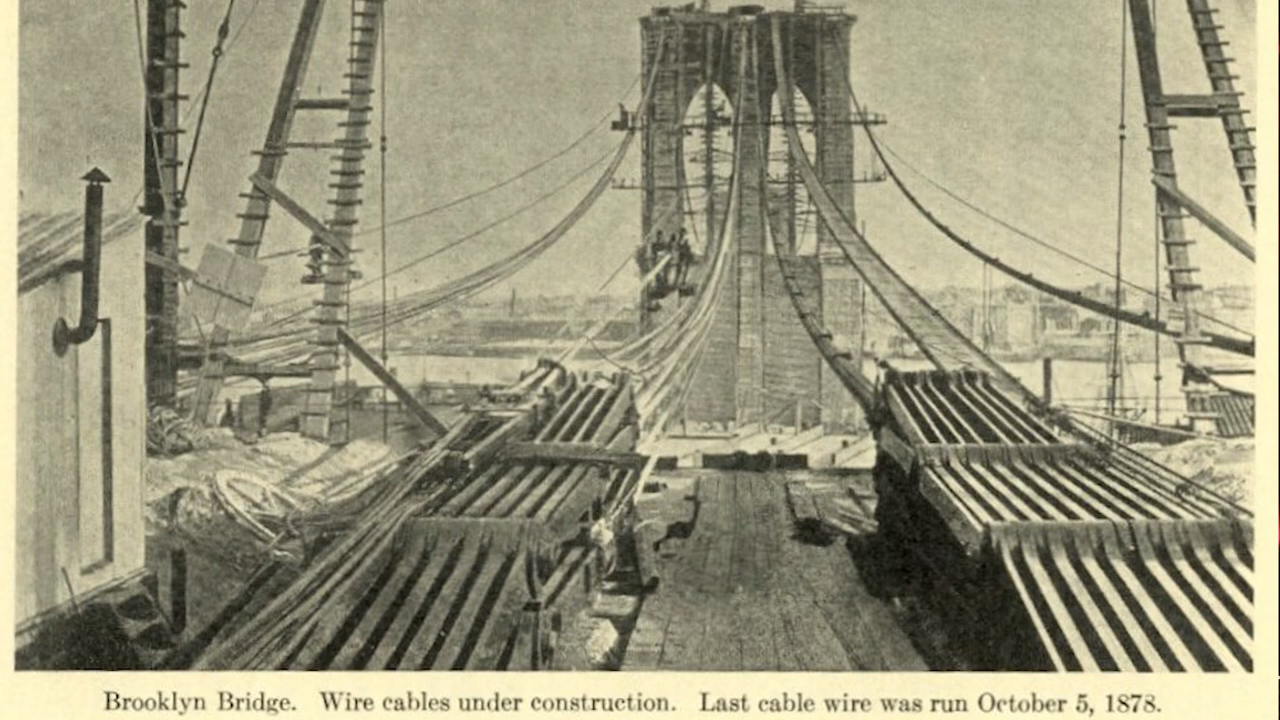 Brooklyn Bridge. Wire cables under construction. Last cable wire was run October 5, 1878.